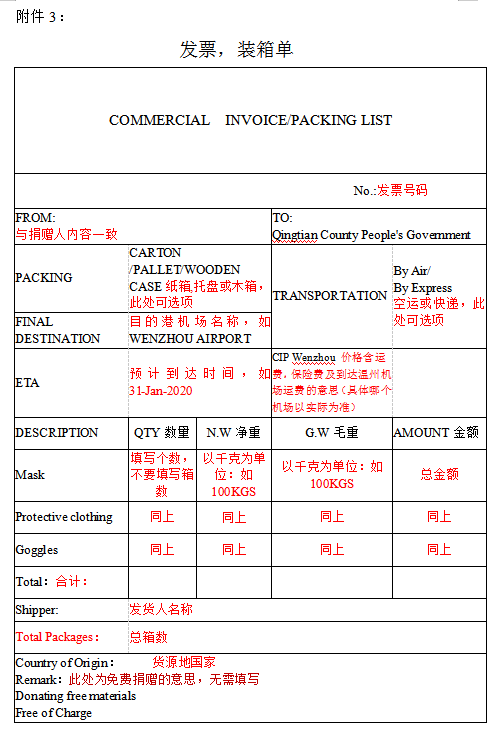 附件 3：
发票，装箱单
COMMERCIAL INVOICE/PACKING LIST
No.:发票号码
FROM:
与捐赠人内容一致
TO:
Qingtian County People's Government
PACKING
CARTON
/PALLET/WOODEN
CASE 纸箱,托盘或木箱，
此处可选项
TRANSPORTATION
By Air/
By Express
空运或快递，此
处可选项
FINAL
DESTINATION
目的港机场名称，如
WENZHOU AIRPORT
ETA
预计到达时间，如
31-Jan-2020
CIP Wenzhou 价格含运
费，保险费及到达温州机
场运费的意思（具体哪个
机场以实际为准）
DESCRIPTION QTY 数量 N.W 净重 G.W 毛重 AMOUNT 金额
Mask
填写个数，
不要填写箱
数
以千克为单
位：如
100KGS
以千克为单位：如
100KGS
总金额
Protective clothing 同上 同上 同上 同上
Goggles 同上 同上 同上 同上
Total：合计：
Shipper: 发货人名称
Total Packages： 总箱数
Country of Origin： 货源地国家
Remark：此处为免费捐赠的意思，无需填写
Donating free materials
Free of Charge